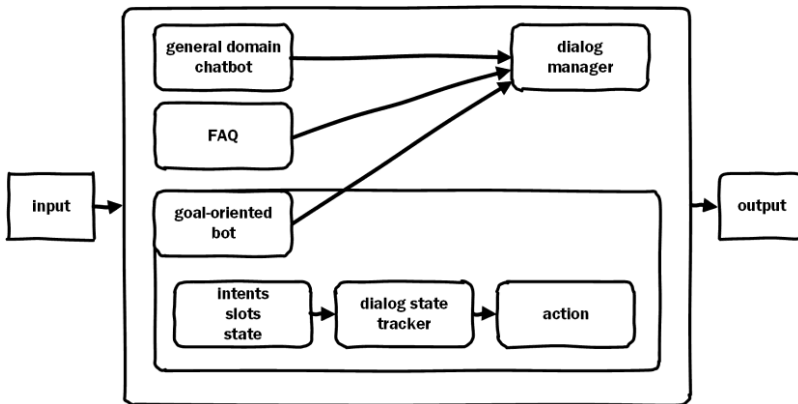 general domain
chatbot
dialog
manager
FAQ
input
goal-oriented
bot
output
intents
slots
state
dialog state
tracker
action